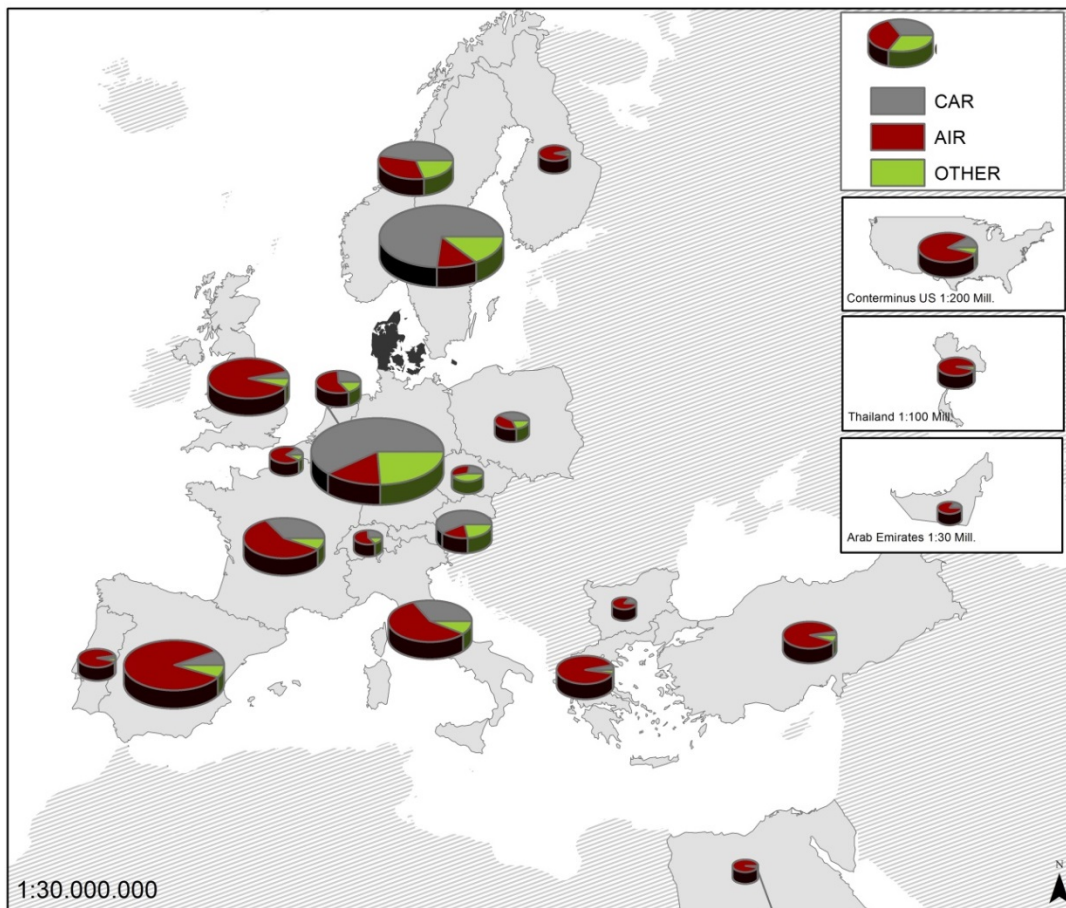 CAR
AIR
OTHER
Conterminus US 1:200 Mill.
Thailand 1:100 Mill.
Arab Emirates 1:30 Mill.
1:30.000.000
N